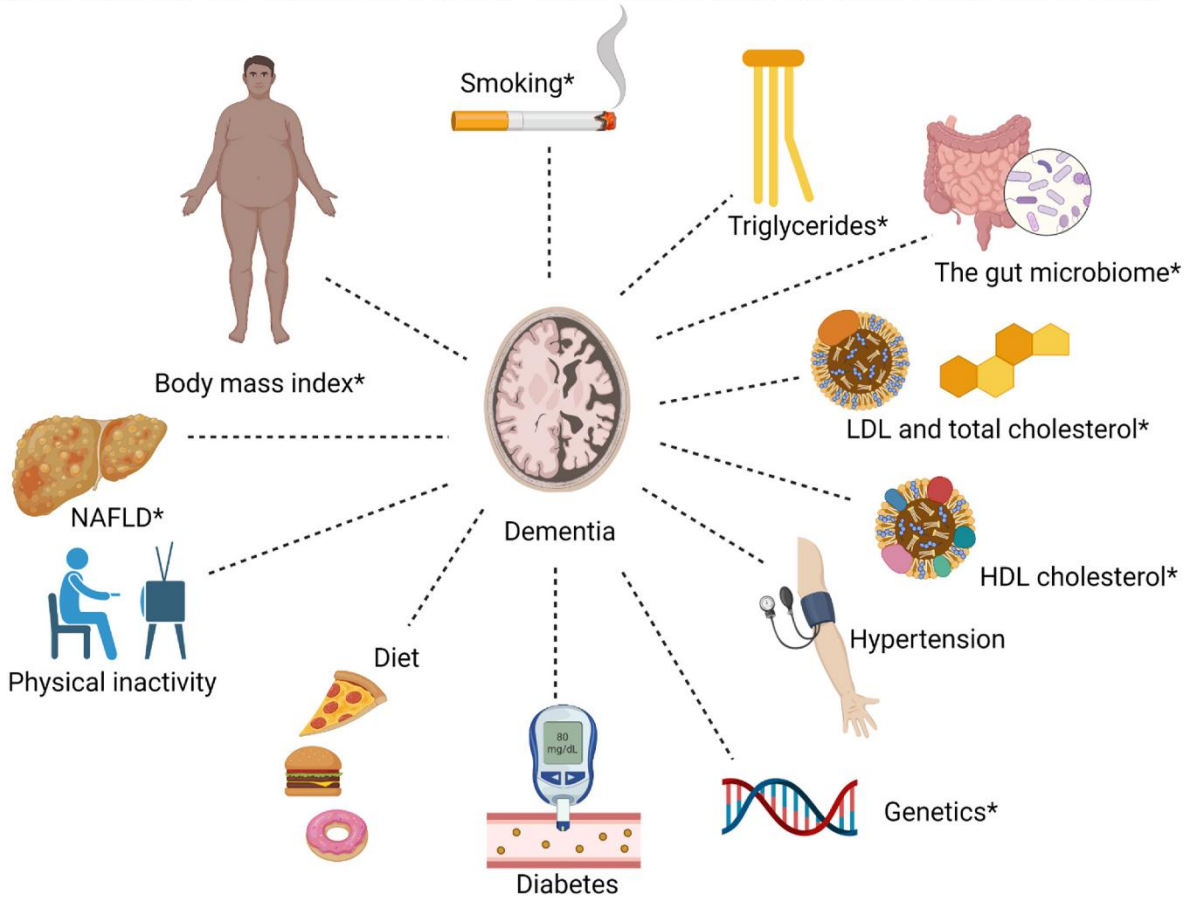 Smoking*
Triglycerides*
The gut microbiome*
Body mass index*
LDL and total cholesterol*
NAFLD*
Dementia
HDL cholesterol*
Hypertension
Physical inactivity
Diet
80
mg/dL
Genetics*
Diabetes